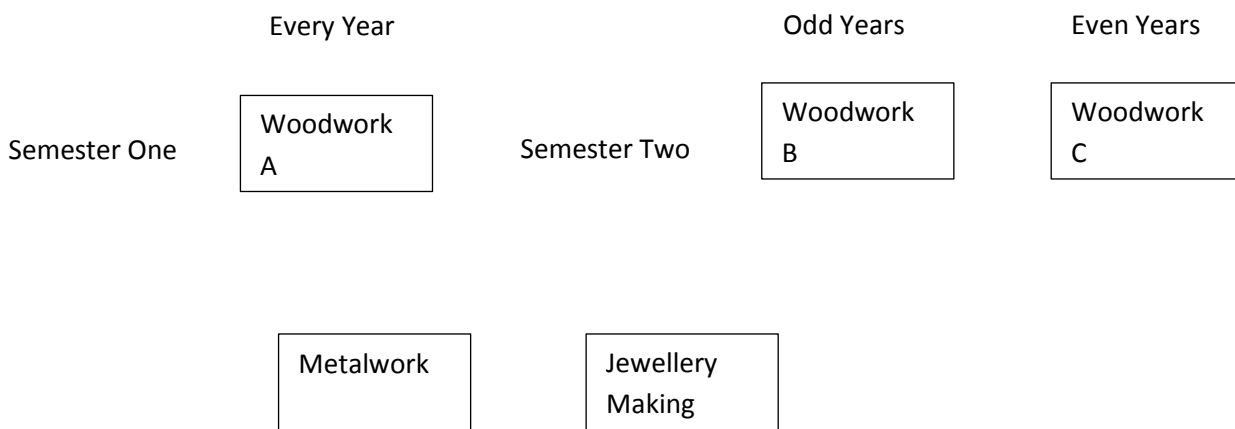 Every Year
Odd Years
Even Years
Semester One
Woodwork
A
Semester Two
Woodwork
B
Woodwork
C
Metalwork
Jewellery
Making